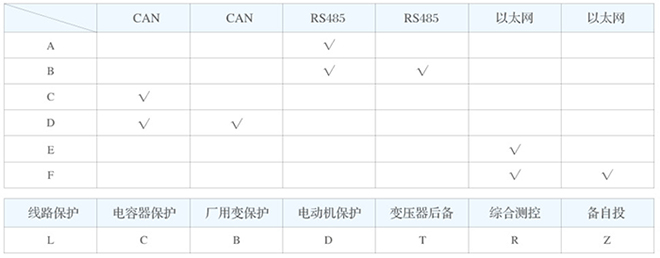 CAN CAN RS485 RS485 以太网 以太网
A √
B √ √
C √
D √ √
E √
F √ √
线路保护 电容器保护 厂用变保护 电动机保护 变压器后备 综合测控 备自投
L C B D T R Z